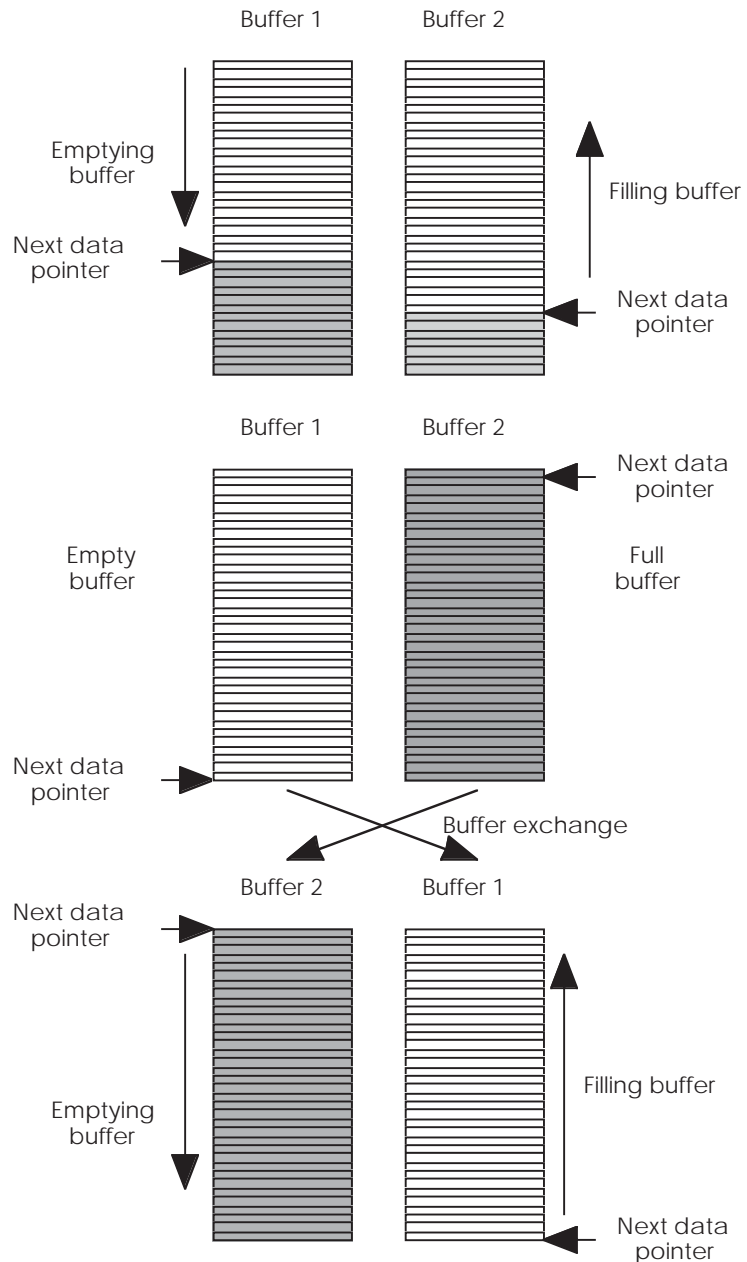 Buffer 1
Buffer 2
Emptying
buffer
Filling buffer
Next data
pointer
Next data
pointer
Buffer 1
Buffer 2
Next data
pointer
Empty
buffer
Full
buffer
Next data
pointer
Buffer exchange
Buffer 2
Buffer 1
Next data
pointer
Emptying
buffer
Filling buffer
Next data
pointer